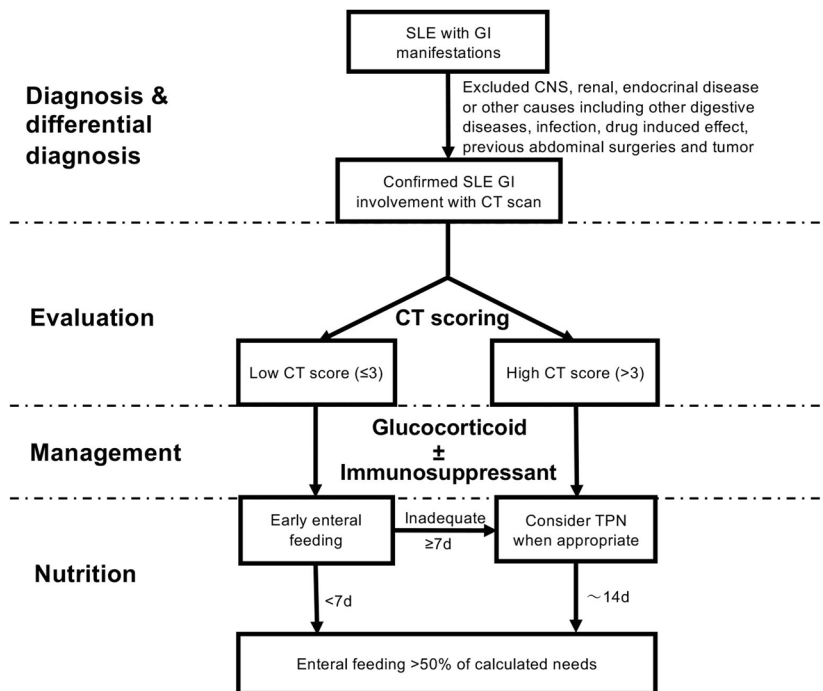 SLE with GI
manifestations
Diagnosis &
differential
diagnosis
Excluded CNS, renal, endocrinal disease
or other causes including other digestive
diseases, infection, drug induced effect,
previous abdominal surgeries and tumor
Confirmed SLE GI
involvement with CT scan
Evaluation
CT scoring
Low CT score (≤3)
High CT score (>3)
Management
Glucocorticoid
±
Immunosuppressant
Nutrition
Early enteral
feeding
Inadequate
≥7d
Consider TPN
when appropriate
<7d
～14d
Enteral feeding >50% of calculated needs